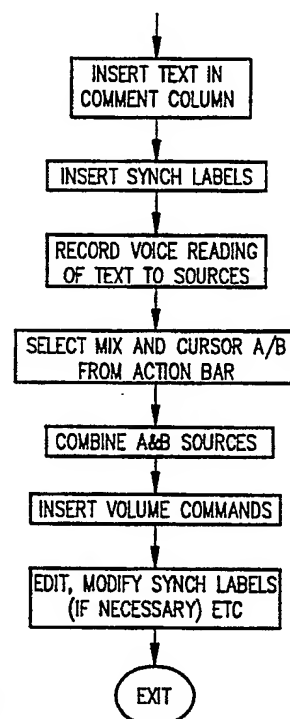 INSERT TEXT IN
COMMENT COLUMN
INSERT SYNCH LABELS
RECORD VOICE READING
OF TEXT TO SOURCES
SELECT MIX AND CURSOR A/B
FROM ACTION BAR
COMBINE A&B SOURCES
INSERT VOLUME COMMANDS
EDIT, MODIFY SYNCH LABELS
(IF NECESSARY) ETC
EXIT